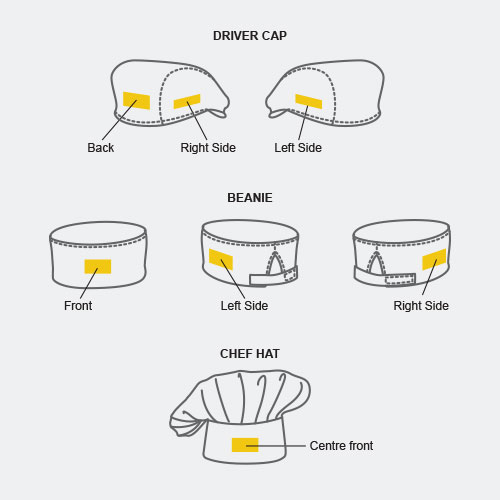 DRIVER CAP
Back
Right Side
Left Side
BEANIE
Front
Left Side
Right Side
CHEF HAT
Centre front